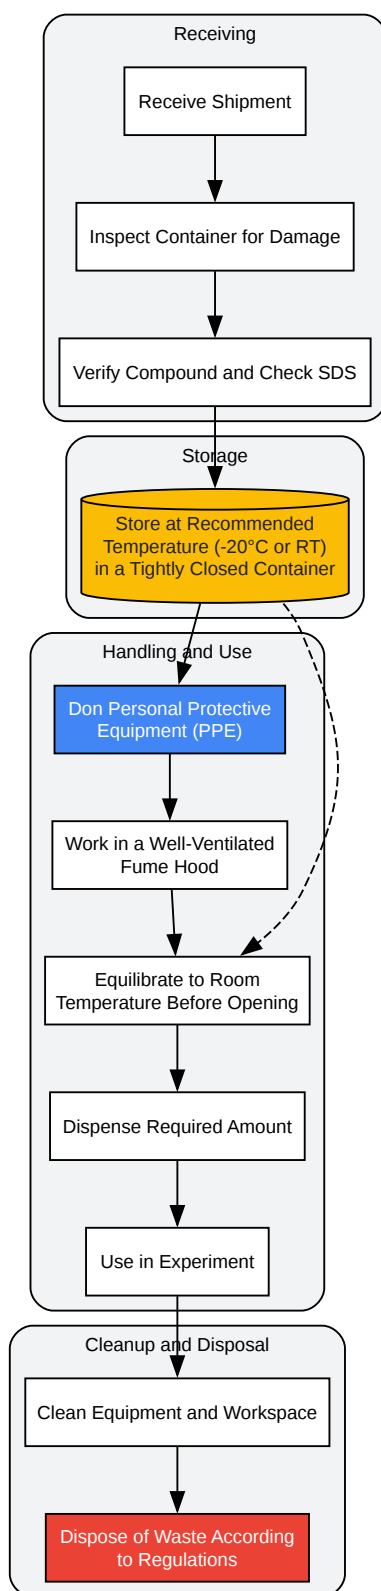 Receiving
Receive Shipment
Inspect Container for Damage
Verify Compound and Check SDS
Storage
Store at Recommended
Temperature (-20°C or RT)
in a Tightly Closed Container
Handling and Use
Don Personal Protective
Equipment (PPE)
Work in a Well-Ventilated
Fume Hood
Equilibrate to Room
Temperature Before Opening
Dispense Required Amount
Use in Experiment
Cleanup and Disposal
Clean Equipment and Workspace
Dispose of Waste According
to Regulations